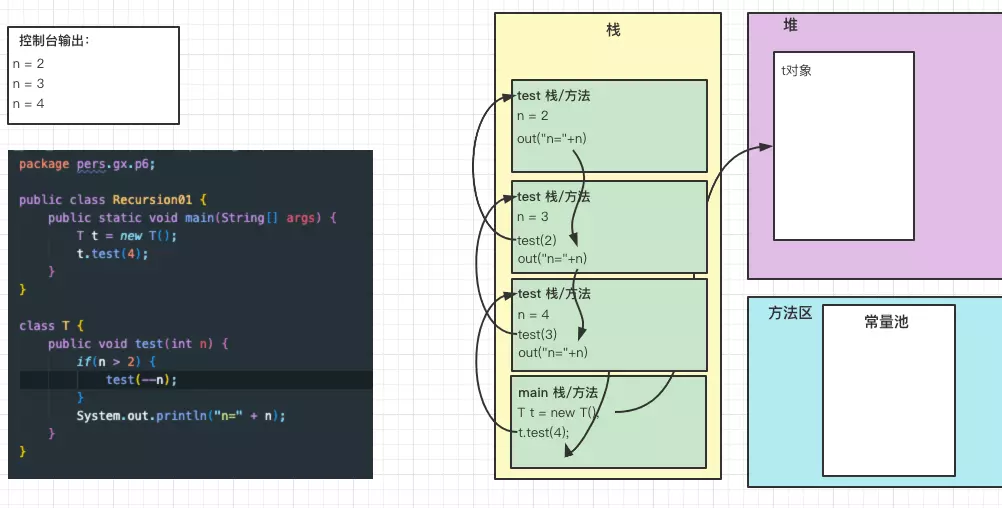 控制台输出：
n = 2
n = 3
n = 4
package pers.gx.p6;
public class Recursion01 {
public static void main(String[] args) {
T t = new T();
t.test(4);
}
}
class T {
public void test(int n) {
if(n > 2) {
test(--n);
}
System.out.println("n=" + n);
}
}
栈
test 栈/方法
n = 2
out("n="+n)
test 栈/方法
n = 3
test(2)
out("n="+n)
test 栈/方法
n = 4
test(3)
out("n="+n)
main 栈/方法
T t = new T();
t.test(4);
堆
t对象
方法区
常量池